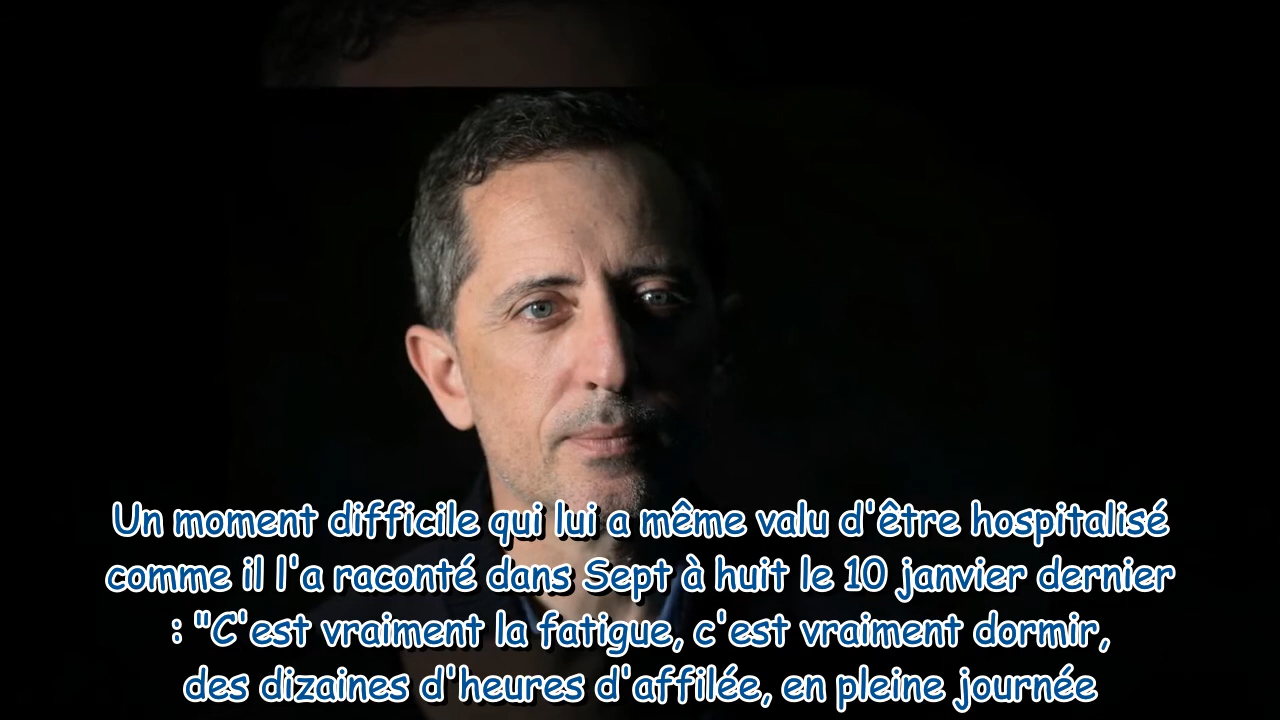 Un moment difficile qui lui a même valu d'être hospitalisé
comme il l'a raconté dans Sept à huit le 10 janvier dernier
: "C'est vraiment la fatigue, c'est vraiment dormir,
des dizaines d'heures d'affilée, en pleine journée